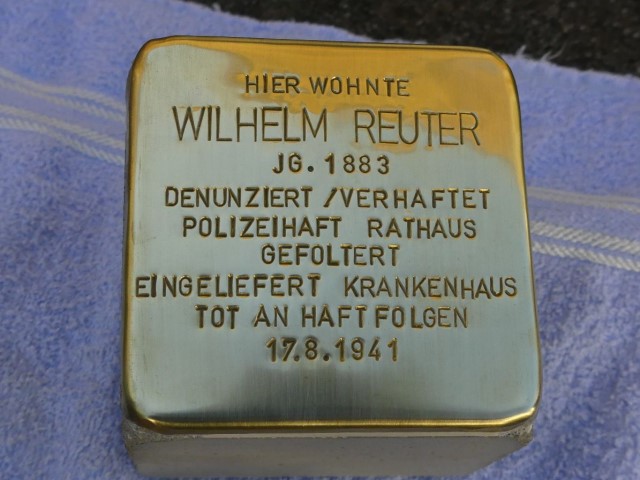 HIER WOHNTE
WILHELM REUTER
JG. 1883
DENUNZIERT / VERHAFTET
POLIZEIHAFT RATHAUS
GEFOLTERT
EINGELIEFERT KRANKENHAUS
TOT AN HAFTFOLGEN
17.8.1941